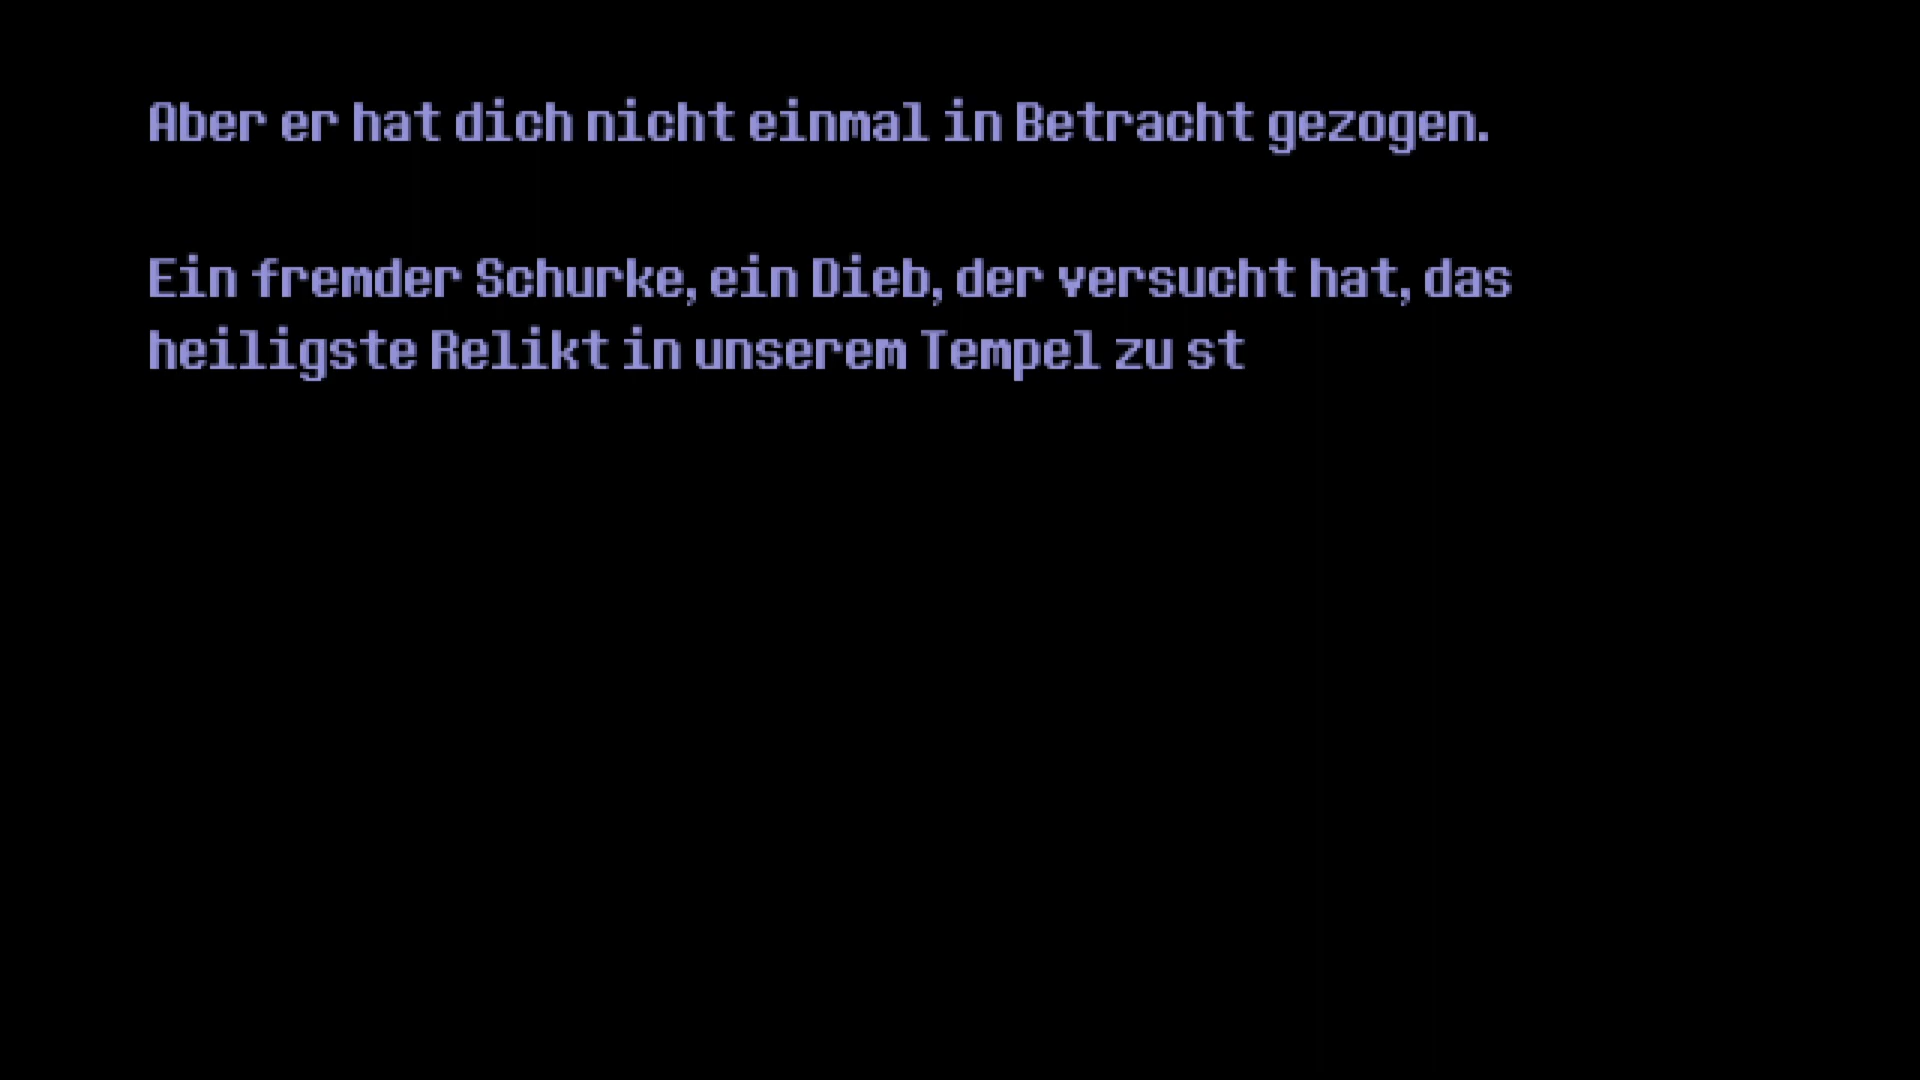 Aber er hat dich nicht einmal in Betracht gezogen.
Ein fremder Schurke, ein Dieb, der versucht hat, das
heiligste Relikt in unserem Tempel zu st